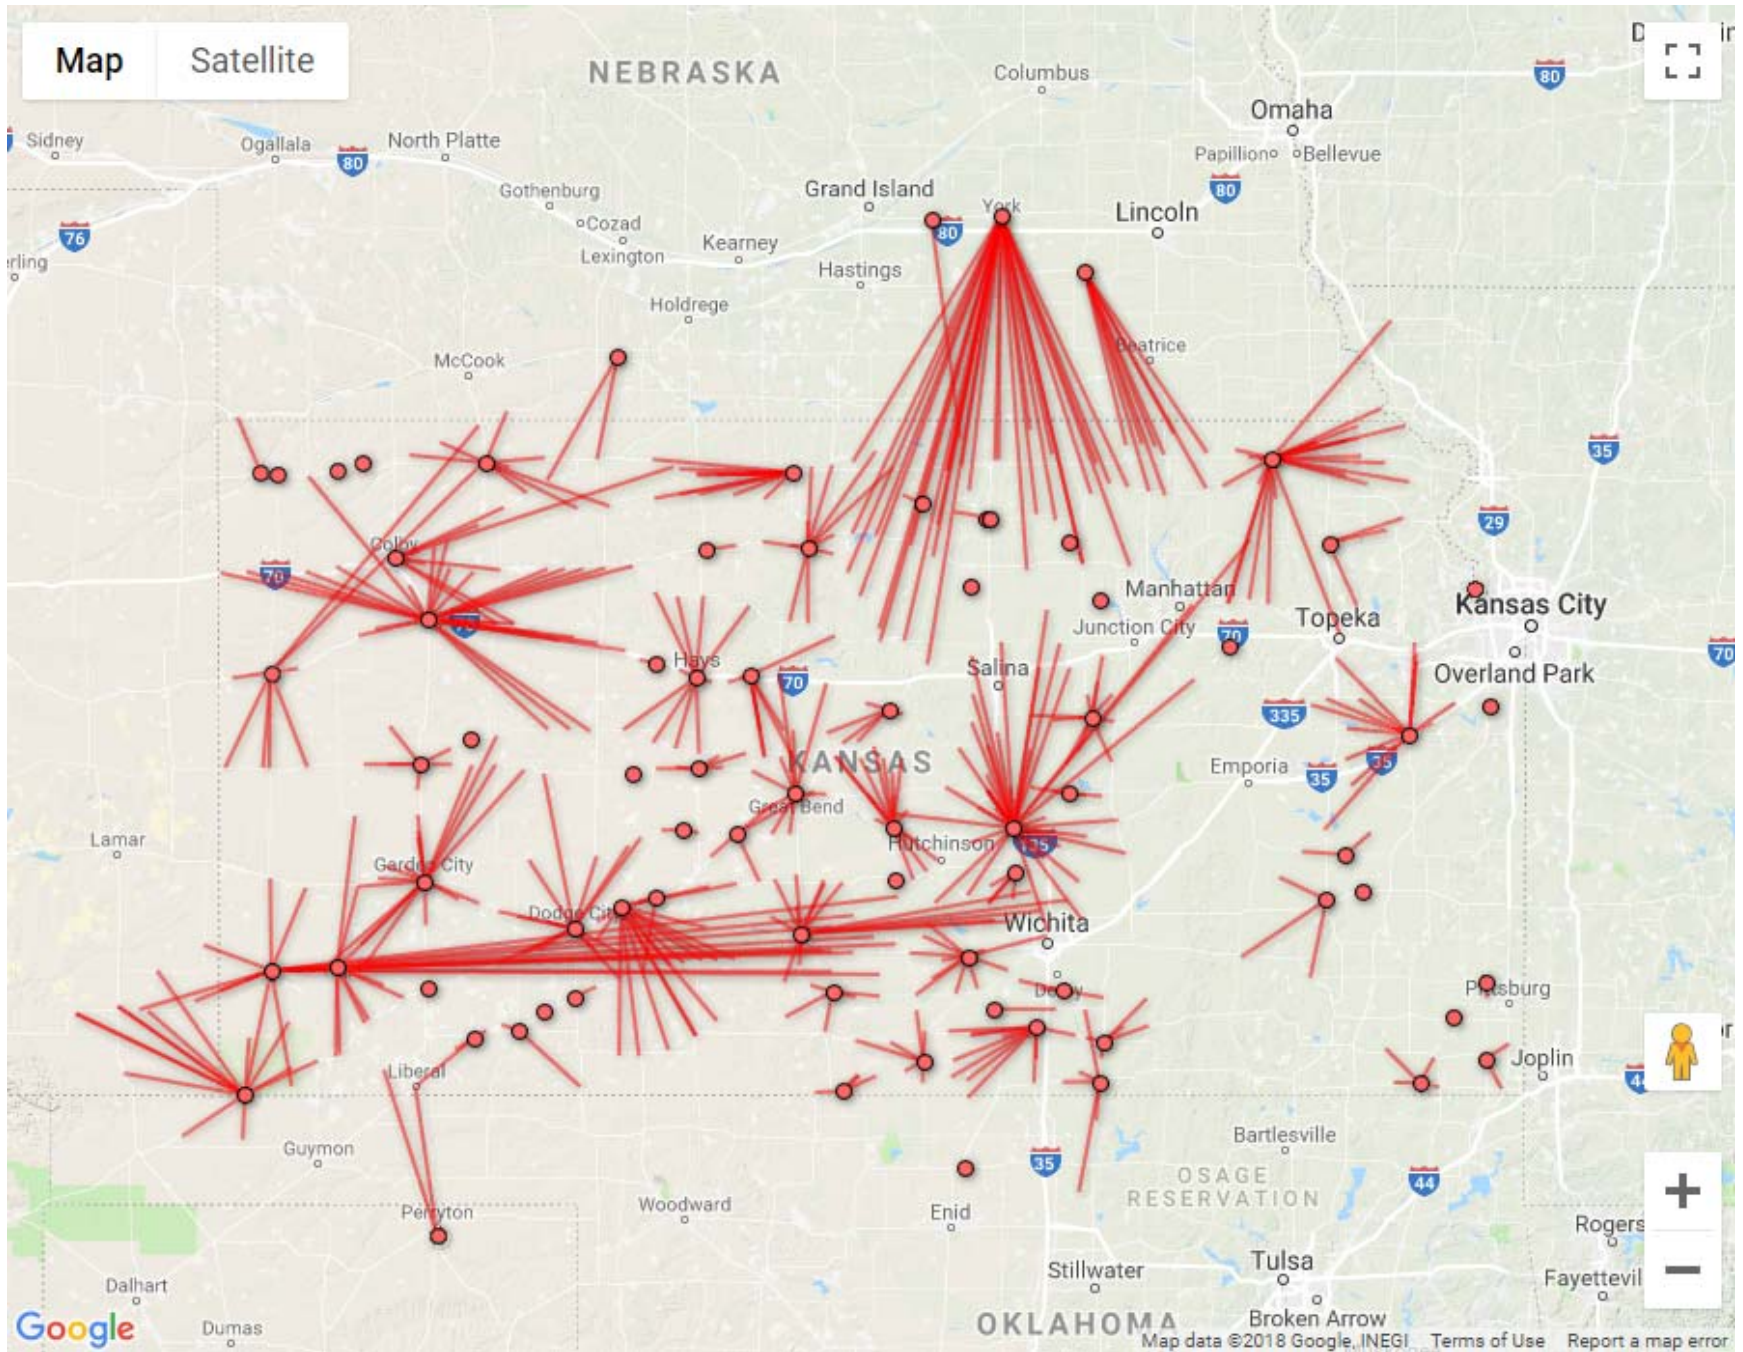 Map Satellite
NEBRASKA
Columbus
80
Omaha
Sidney
Ogallala
80
North Platte
Papillion
Bellevue
Gothenburg
Grand Island
80
York
Lincoln
Cozad
76
Kearney
80
Lexington
Hastings
Holdrege
Beatrice
McCook
35
29
Colby
70
Manhattan
Kansas City
70
Junction City
70
Topeka
Hays
70
Salina
Overland Park
70
335
KANSAS
Emporia
35
35
Great Bend
Lamar
Hutchinson
135
Garden City
Dodge City
Wichita
Derby
Pittsburg
Liberal
Joplin
44
Bartlesville
Guymon
35
OSAGE
RESERVATION
44
Woodward
Perryton
Enid
Rogers
Stillwater
Tulsa
Dalhart
Fayettevil
Google
Dumas
OKLAHOMA
Broken Arrow
Map data ©2018 Google, INEGI Terms of Use Report a map error